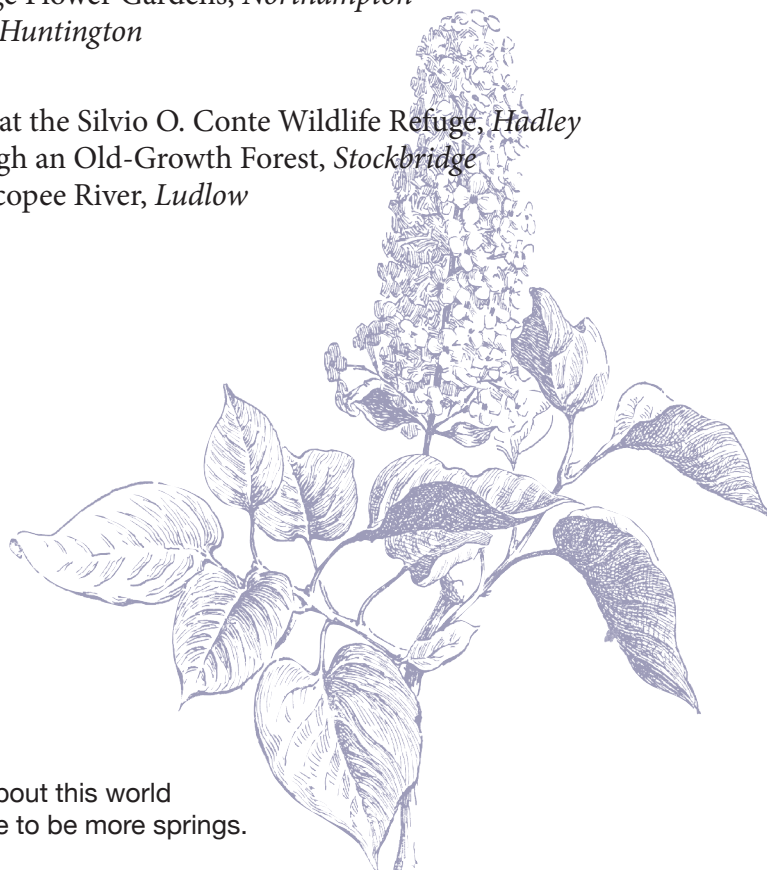 ge Flower Gardens, Northampton
Huntington
at the Silvio O. Conte Wildlife Refuge, Hadley
gh an Old-Growth Forest, Stockbridge
copee River, Ludlow
bout this world
e to be more springs.